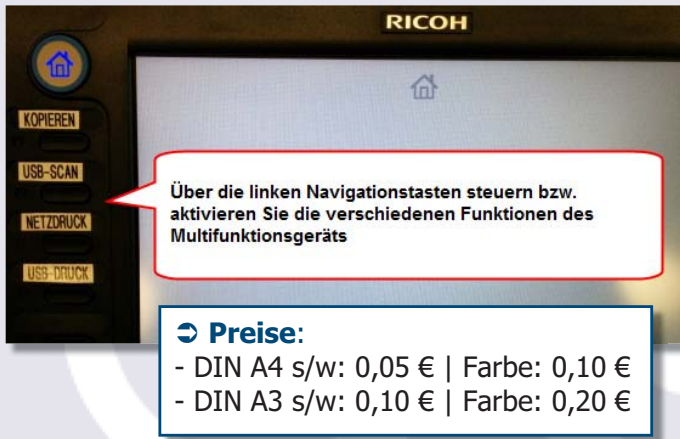 RICOH
KOPIEREN
USB-SCAN
NETZDRUCK
USB-DRUCK
Über die linken Navigationstasten steuern bzw.
aktivieren Sie die verschiedenen Funktionen des
Multifunktionsgeräts
➲ Preise:
- DIN A4 s/w: 0,05 € | Farbe: 0,10 €
- DIN A3 s/w: 0,10 € | Farbe: 0,20 €